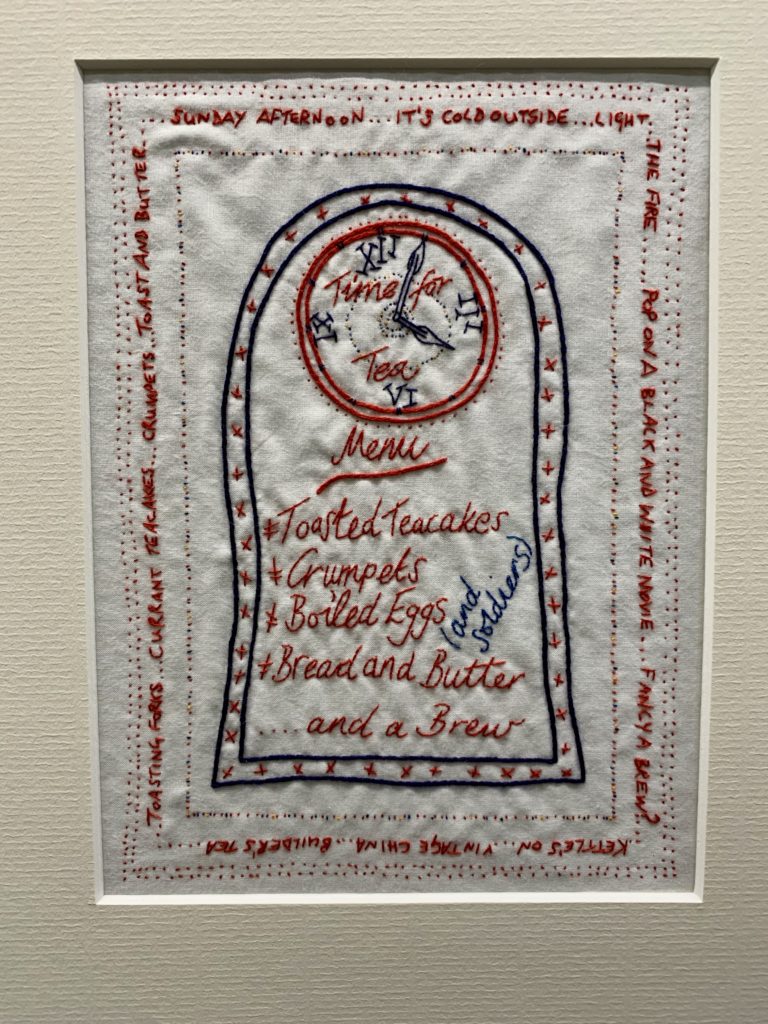 ...SUNDAY AFTERNOON...IT'S COLD OUTSIDE...LIGHT...
THE FIRE.....POP ON A BLACK AND WHITE MOVIE...FANCY A BREW?
KETTLE'S ON...VINTAGE CHINA...BUILDER'S TEA.....
TOASTING FORKS...CURRANT TEACAKES...CRUMPETS...TOAST AND BUTTER...
XII
Time for
IX III
Tea
VI
Menu
*Toasted Teacakes
*Crumpets
*Boiled Eggs
(and
soldiers)
*Bread and Butter
....and a Brew